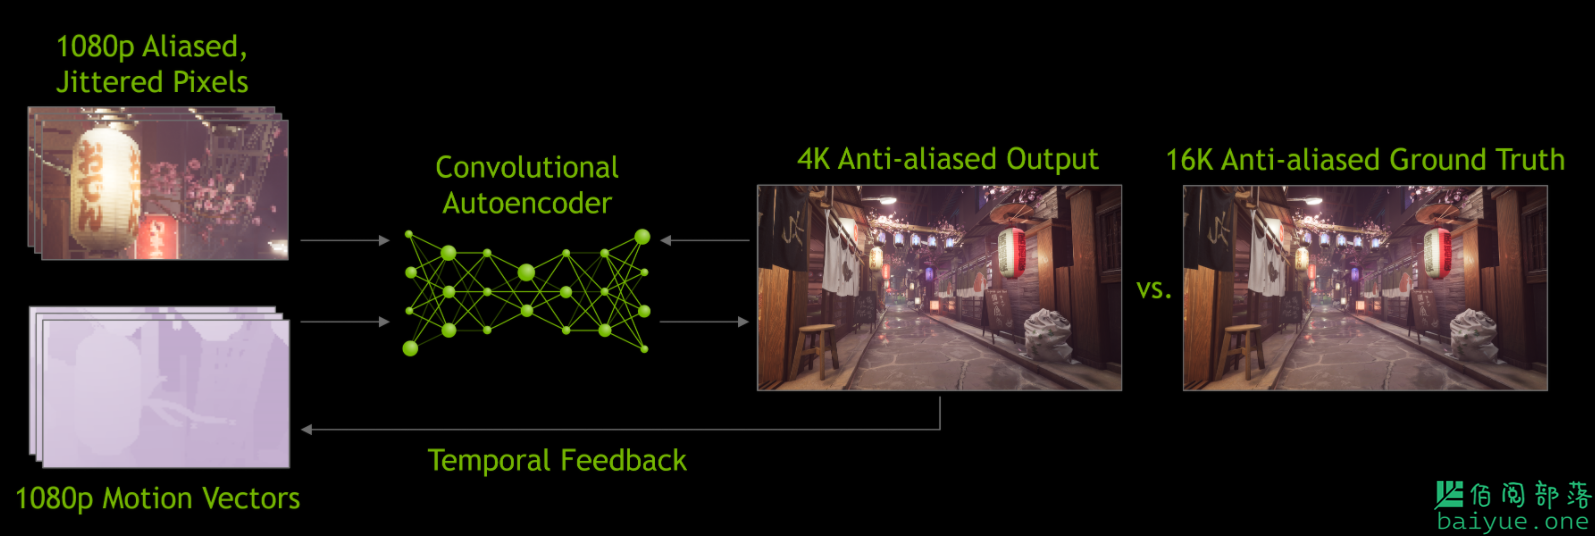 1080p Aliased,
Jittered Pixels
Convolutional
Autoencoder
4K Anti-aliased Output
16K Anti-aliased Ground Truth
vs.
Temporal Feedback
1080p Motion Vectors
佰阅部落
baiyue.one